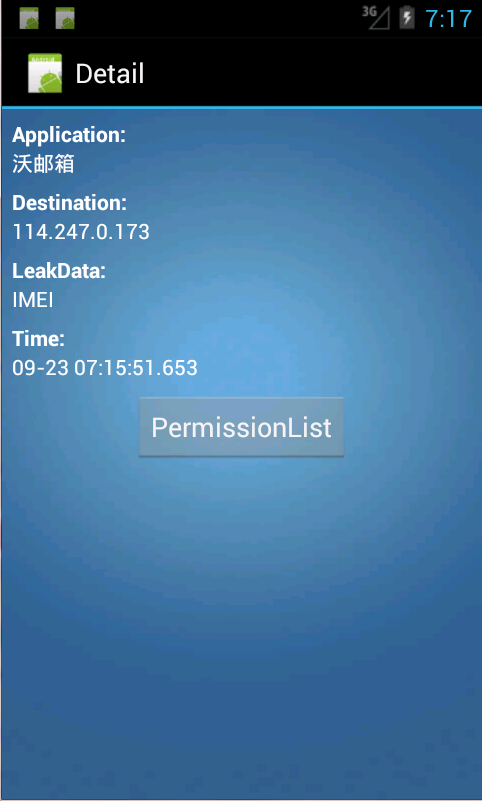 3G
7:17
Detail
Application:
沃邮箱
Destination:
114.247.0.173
LeakData:
IMEI
Time:
09-23 07:15:51.653
PermissionList